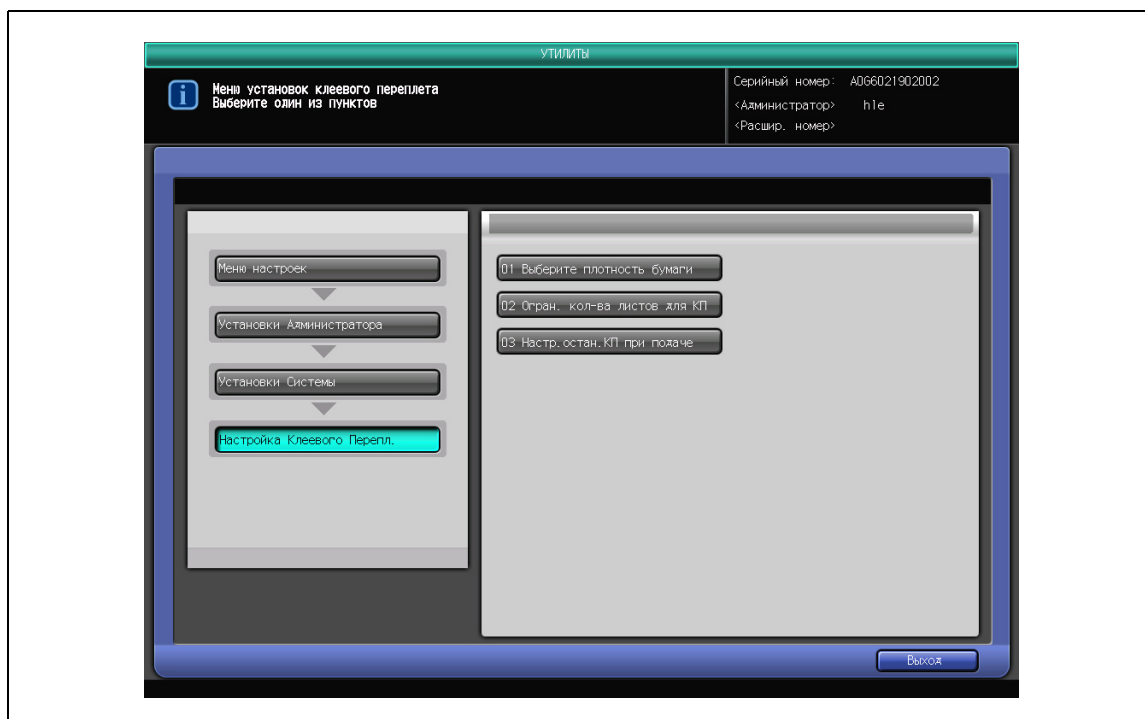 УТИЛИТЫ
Меню установок клеевого переплета
Выберите один из пунктов
Серийный номер: A0G6021902002
<Администратор> hle
<Расшир. номер>
Меню настроек
Установки Администратора
Установки Системы
Настройка Клеевого Перепл.
01 Выберите плотность бумаги
02 Огран. кол-ва листов для КП
03 Настр.остан.КП при подаче
Выход